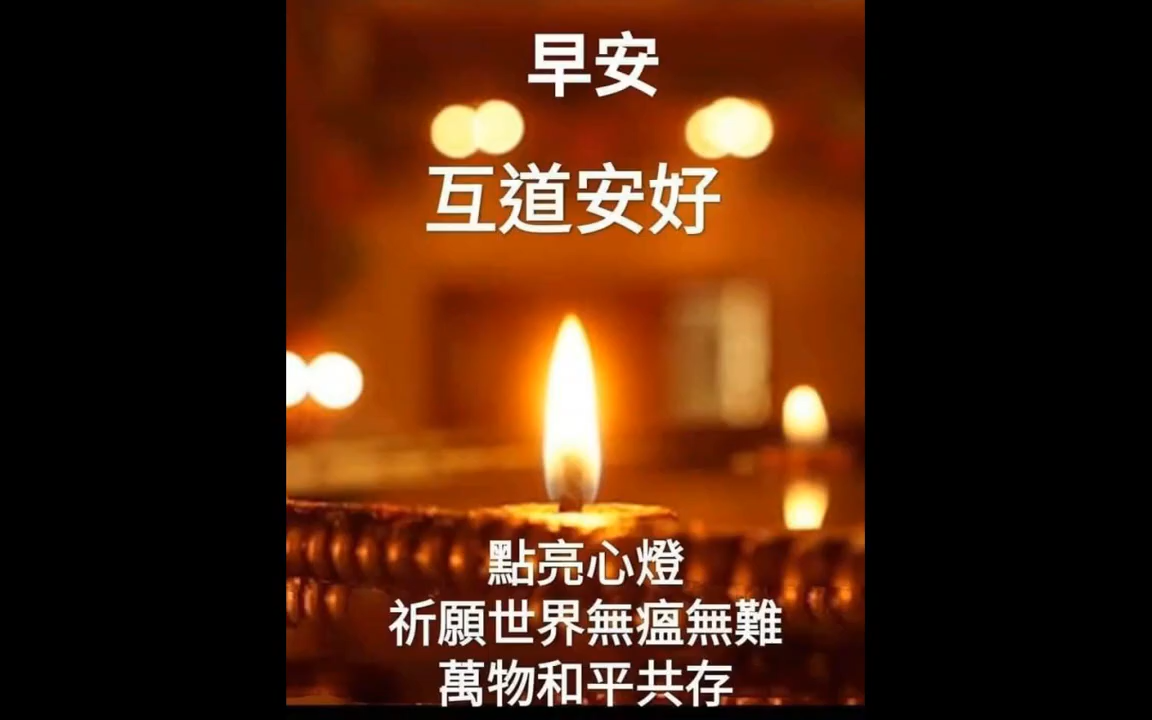 早安
互道安好
點亮心燈
祈願世界無瘟無難
萬物和平共存